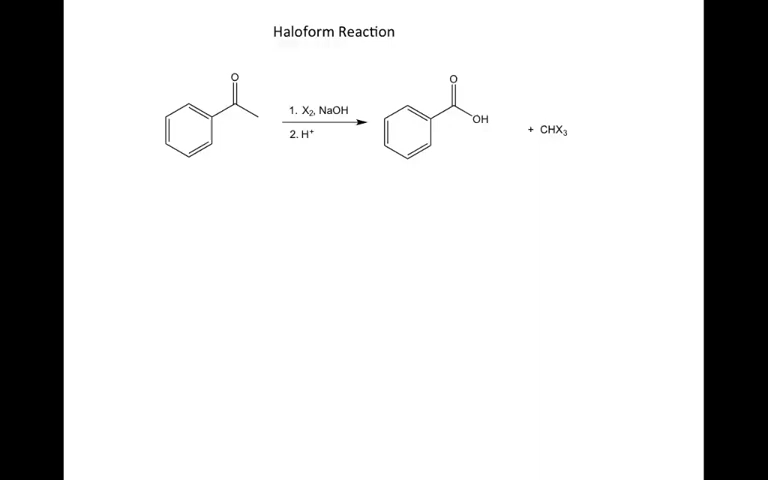 Haloform Reaction
O
1. X₂, NaOH
2. H⁺
O
OH
+ CHX₃